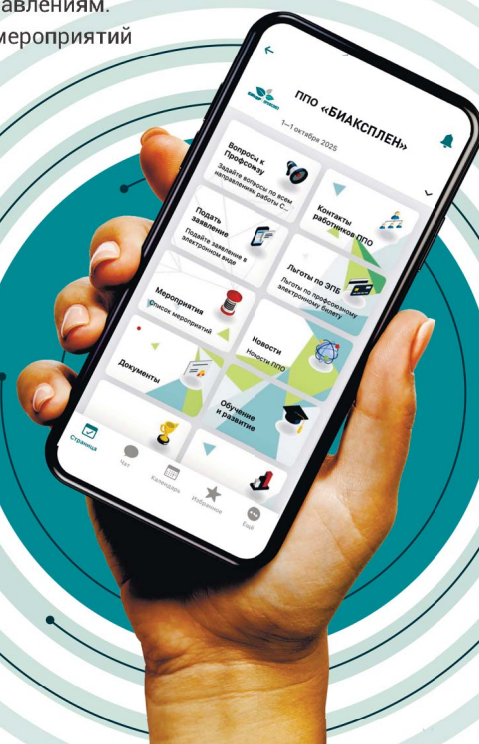 авлениям.
мероприятий
ППО «БИАКСПЛЕН»
1–1 октября 2025
Вопросы к
Профсоюзу
Задайте вопросы по всем
направлениям работы С...
Контакты
работников ППО
Подать
заявление
Подайте заявление в
электронном виде
Льготы по ЭПБ
Льготы по профсоюзному
электронному билету
Мероприятия
Список мероприятий
Новости
Новости ППО
Документы
Обучение
и развитие
Страница
Чат
Календарь
Избранное
Ещё